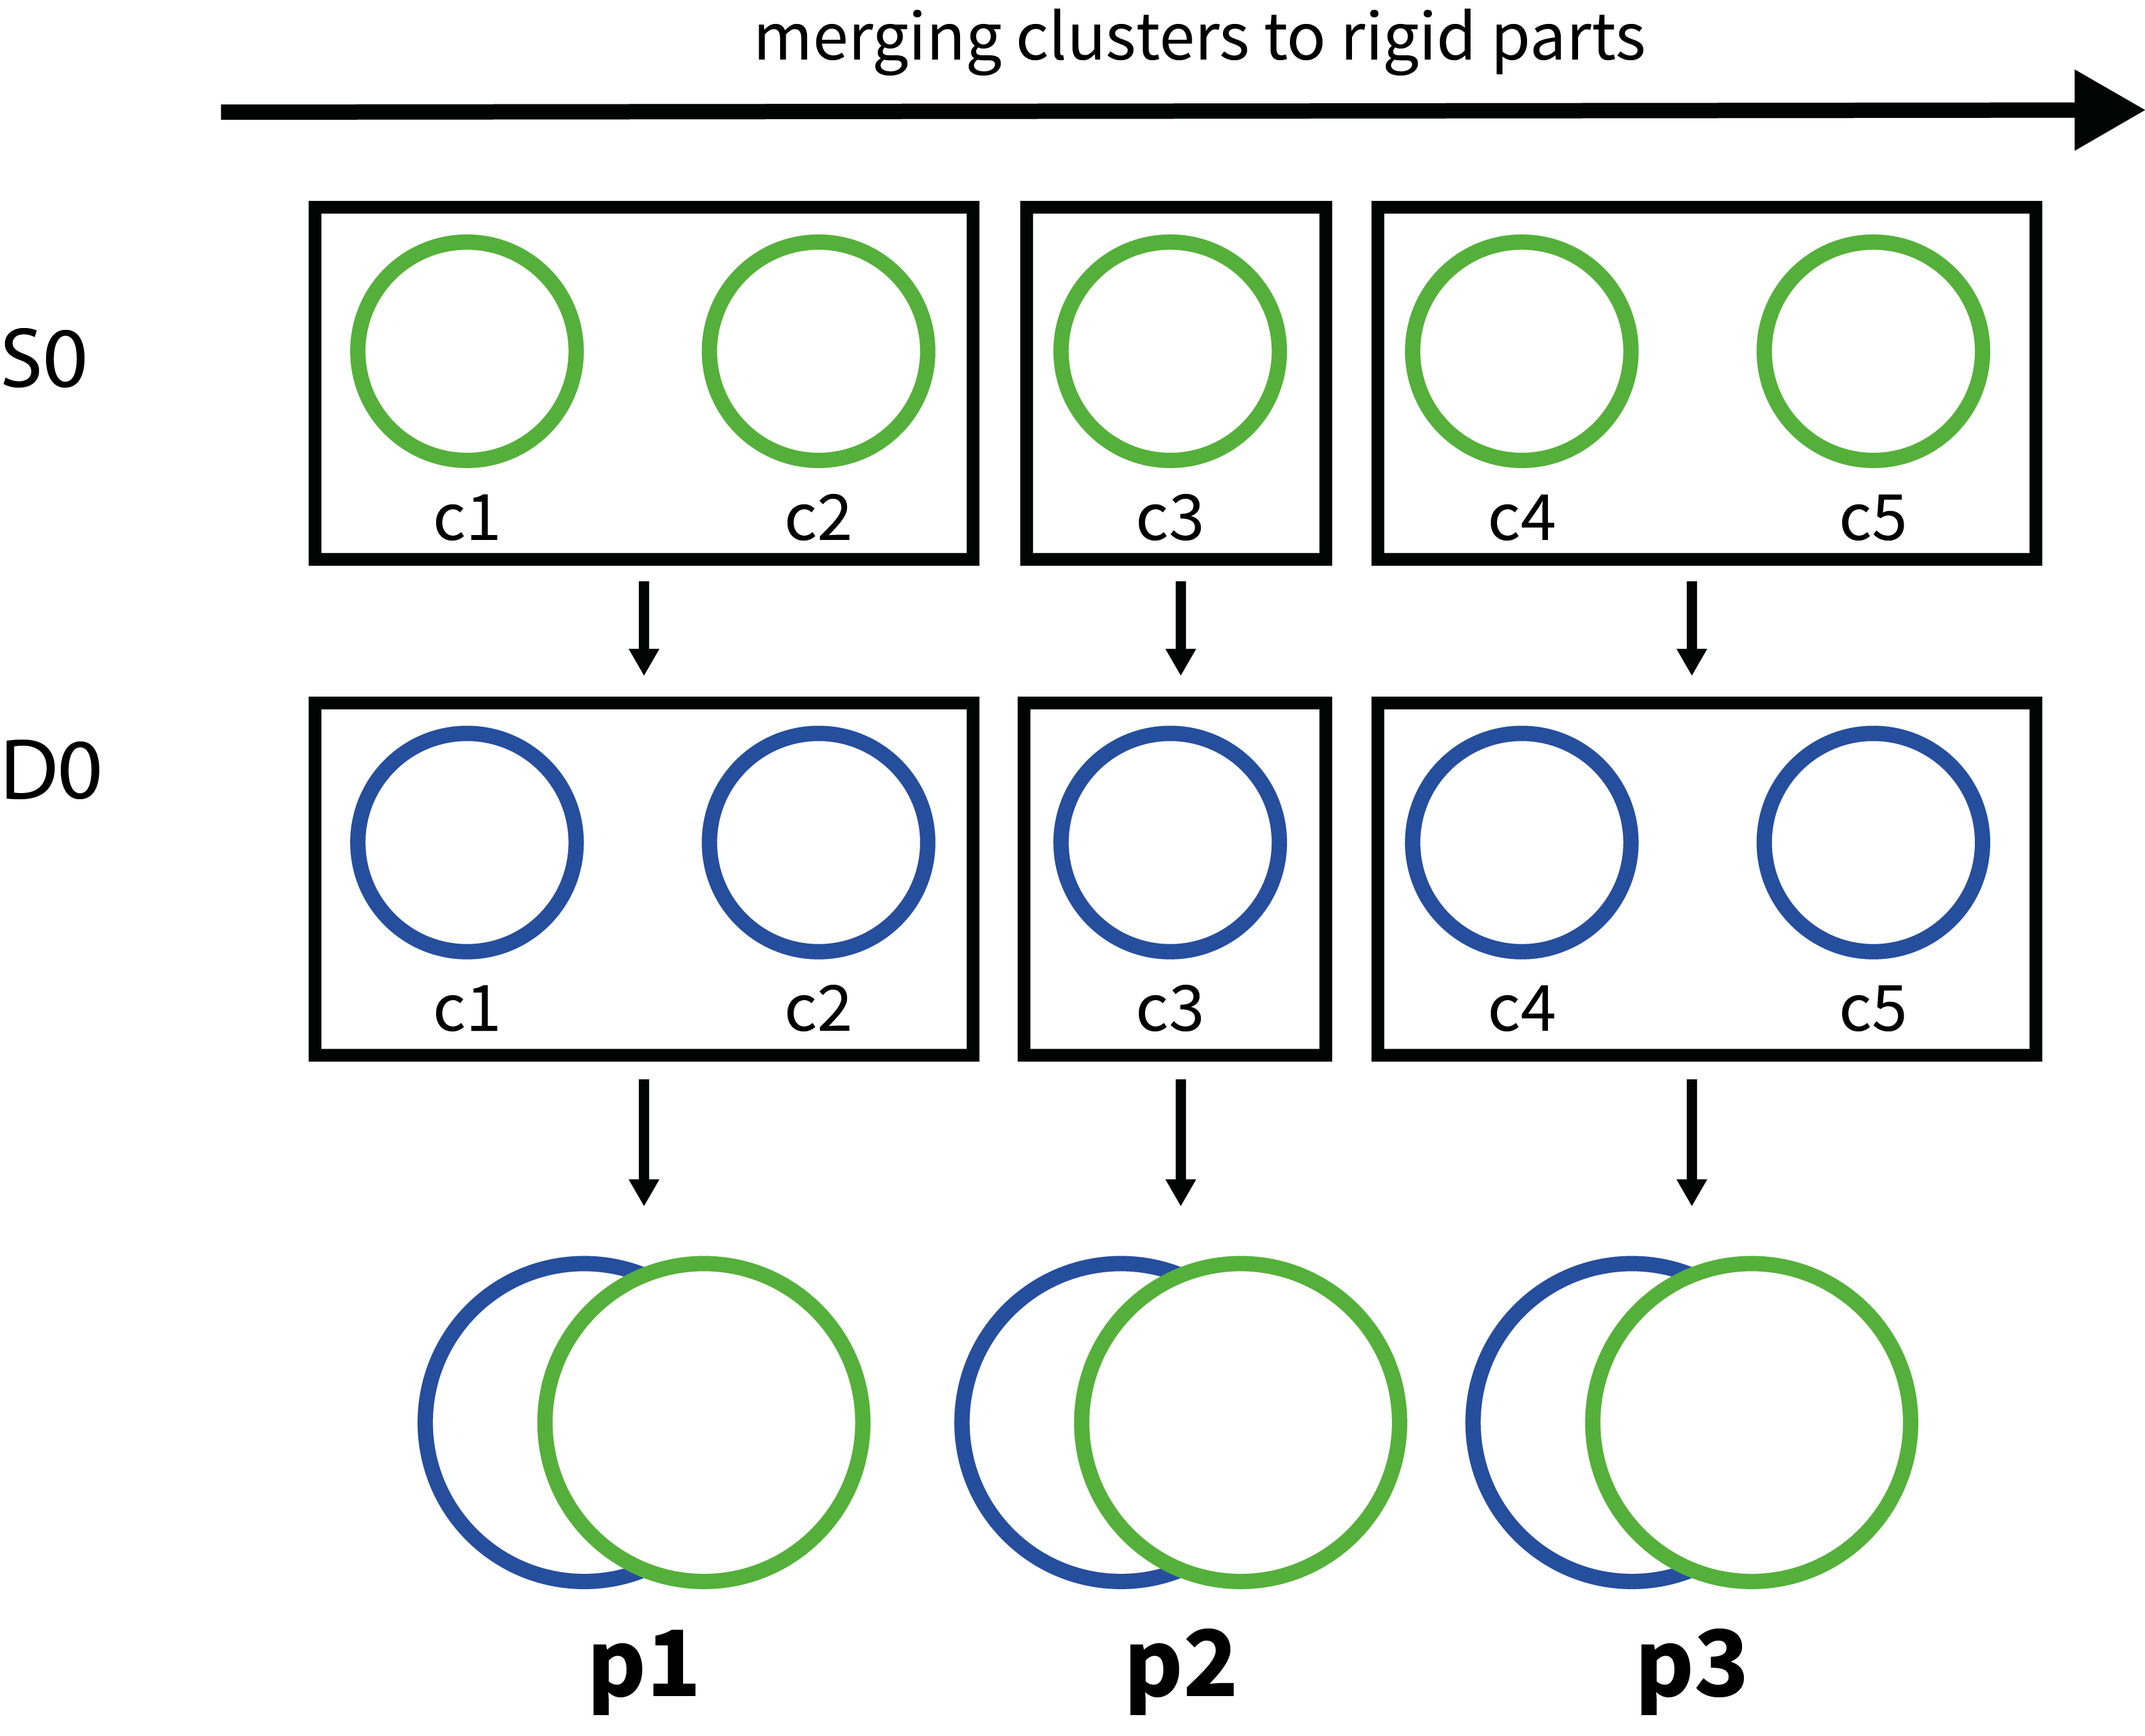 merging clusters to rigid parts
S0
c1 c2 c3 c4 c5
D0
c1 c2 c3 c4 c5
p1 p2 p3